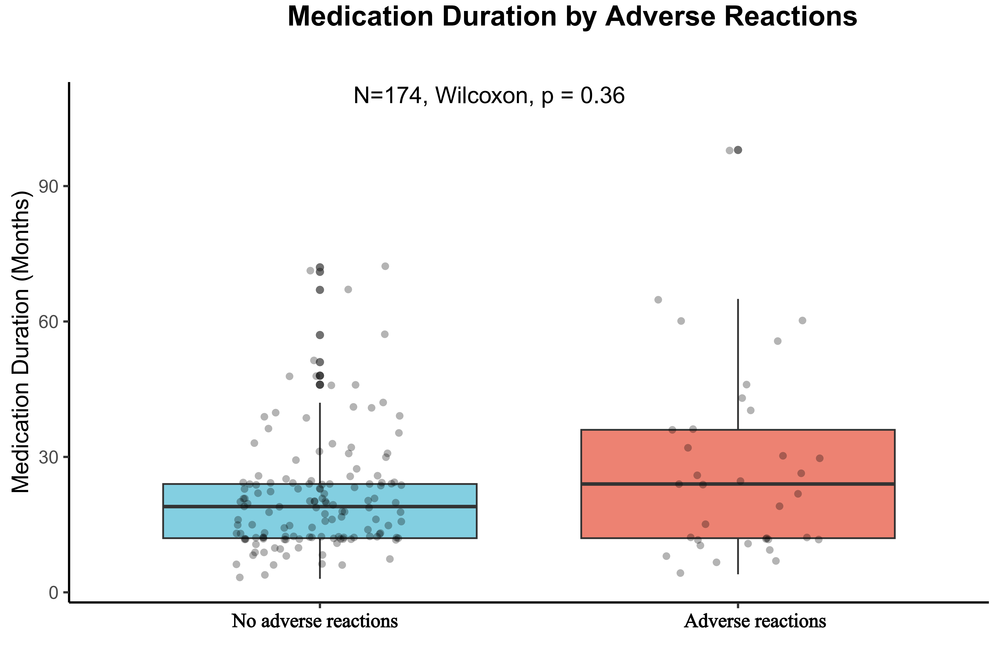 Medication Duration by Adverse Reactions
N=174, Wilcoxon, p = 0.36
Medication Duration (Months)
90
60
30
0
No adverse reactions
Adverse reactions